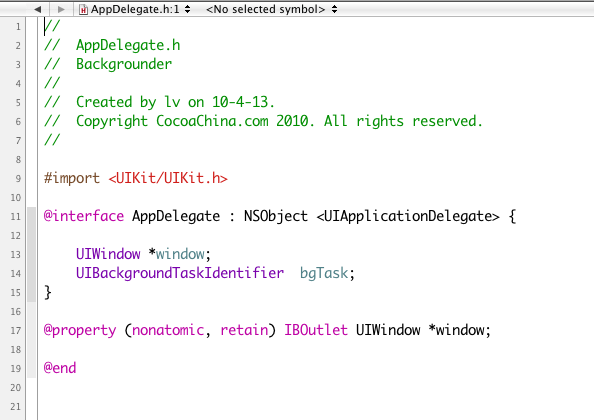 AppDelegate.h:1 <No selected symbol>
1 //
2 //  AppDelegate.h
3 //  Backgrounder
4 //
5 //  Created by lv on 10-4-13.
6 //  Copyright CocoaChina.com 2010. All rights reserved.
7 //
8
9 #import <UIKit/UIKit.h>
10
11 @interface AppDelegate : NSObject <UIApplicationDelegate> {
12
13     UIWindow *window;
14     UIBackgroundTaskIdentifier  bgTask;
15 }
16
17 @property (nonatomic, retain) IBOutlet UIWindow *window;
18
19 @end
20
21